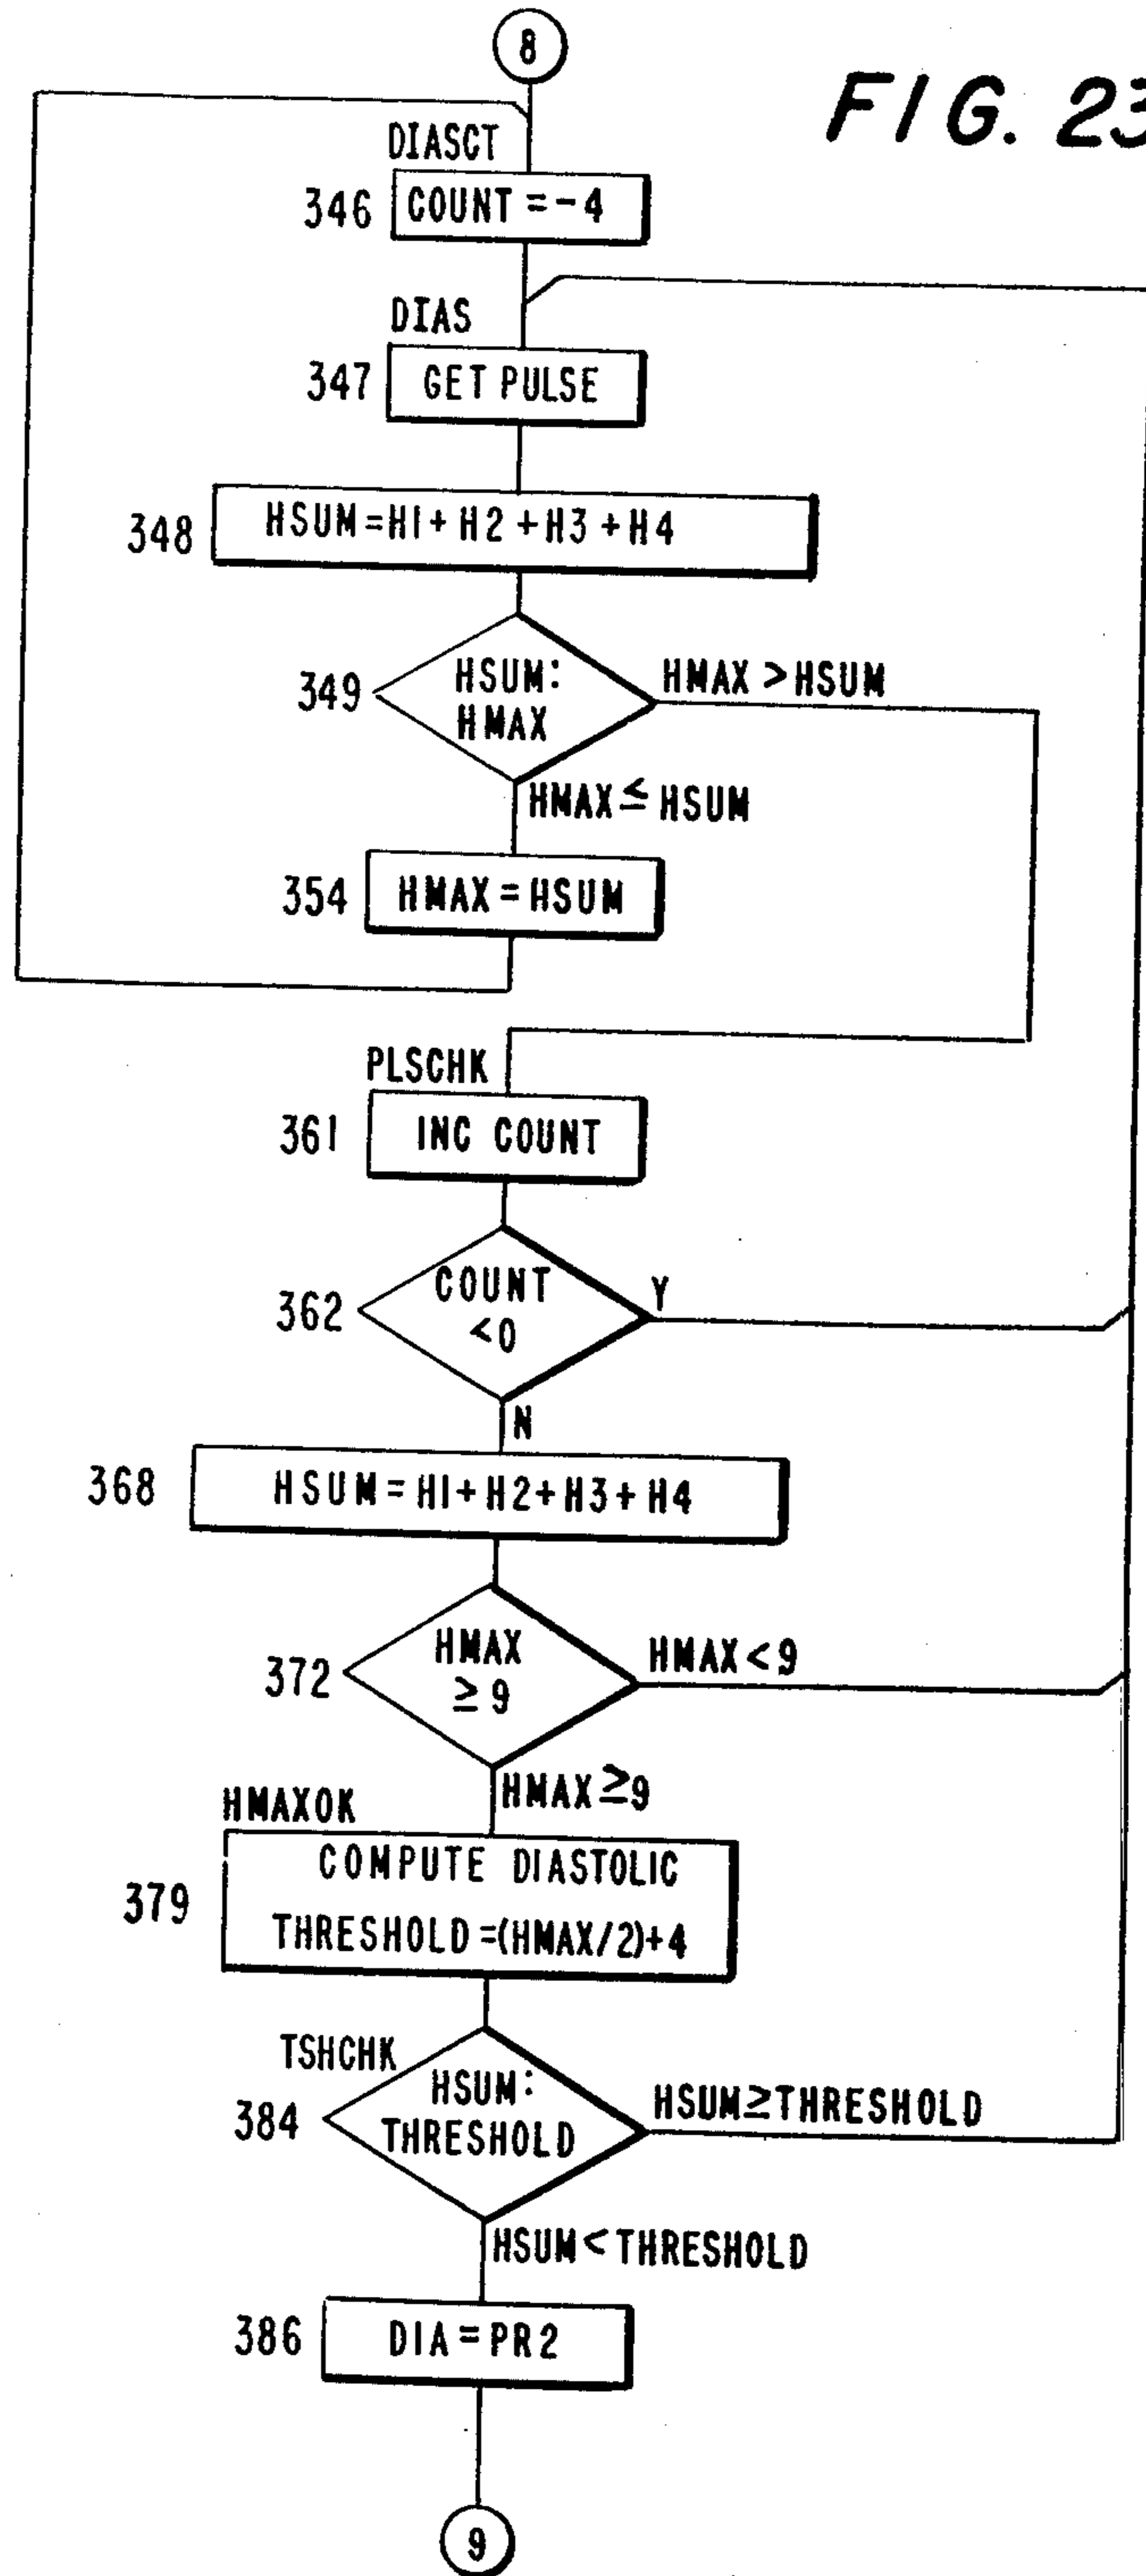 8
FIG. 23
DIASCT
346
COUNT = -4
DIAS
347
GET PULSE
348
HSUM=H1+H2+H3+H4
349
HSUM:
HMAX
HMAX > HSUM
HMAX ≤ HSUM
354
HMAX = HSUM
PLSCHK
361
INC COUNT
362
COUNT
<0
Y
N
368
HSUM=H1+H2+H3+H4
372
HMAX
≥ 9
HMAX < 9
HMAX ≥9
HMAXOK
379
COMPUTE DIASTOLIC
THRESHOLD =(HMAX/2)+4
TSHCHK
384
HSUM:
THRESHOLD
HSUM≥THRESHOLD
HSUM < THRESHOLD
386
DIA = PR2
9